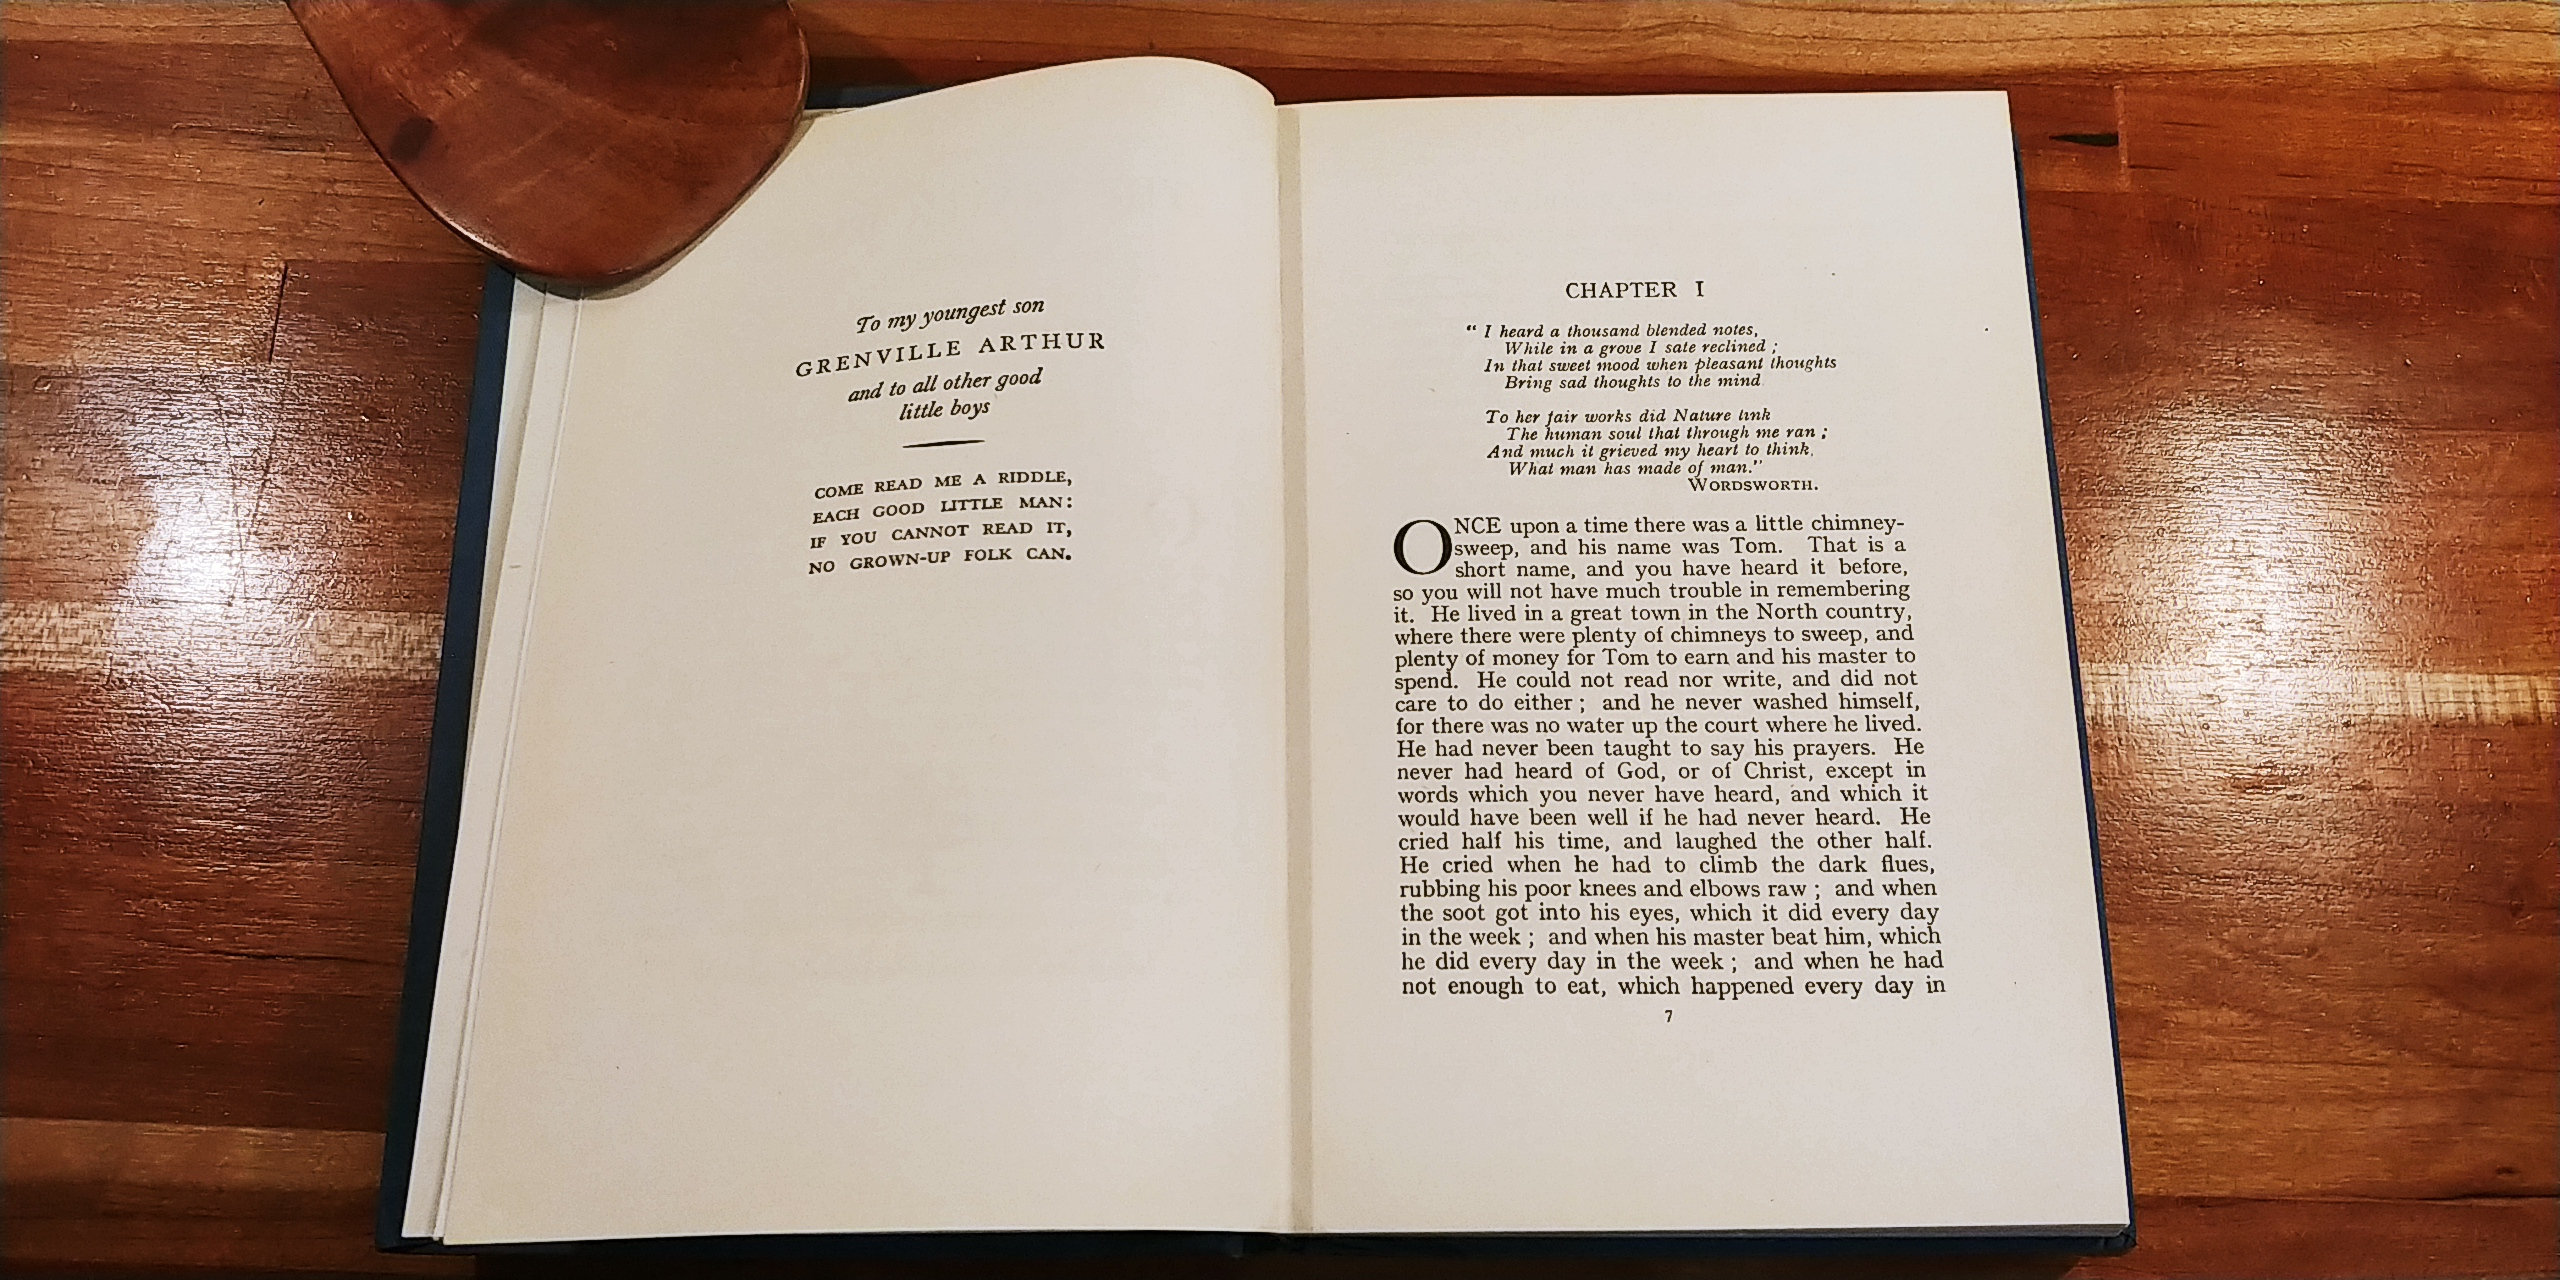 To my youngest son
GRENVILLE ARTHUR
and to all other good
little boys
COME READ ME A RIDDLE,
EACH GOOD LITTLE MAN:
IF YOU CANNOT READ IT,
NO GROWN-UP FOLK CAN.
CHAPTER I
“ I heard a thousand blended notes,
While in a grove I sate reclined ;
In that sweet mood when pleasant thoughts
Bring sad thoughts to the mind
To her fair works did Nature link
The human soul that through me ran ;
And much it grieved my heart to think,
What man has made of man.”
WORDSWORTH.
ONCE upon a time there was a little chimney-
sweep, and his name was Tom. That is a
short name, and you have heard it before,
so you will not have much trouble in remembering
it. He lived in a great town in the North country,
where there were plenty of chimneys to sweep, and
plenty of money for Tom to earn and his master to
spend. He could not read nor write, and did not
care to do either ; and he never washed himself,
for there was no water up the court where he lived.
He had never been taught to say his prayers. He
never had heard of God, or of Christ, except in
words which you never have heard, and which it
would have been well if he had never heard. He
cried half his time, and laughed the other half.
He cried when he had to climb the dark flues,
rubbing his poor knees and elbows raw ; and when
the soot got into his eyes, which it did every day
in the week ; and when his master beat him, which
he did every day in the week ; and when he had
not enough to eat, which happened every day in
7